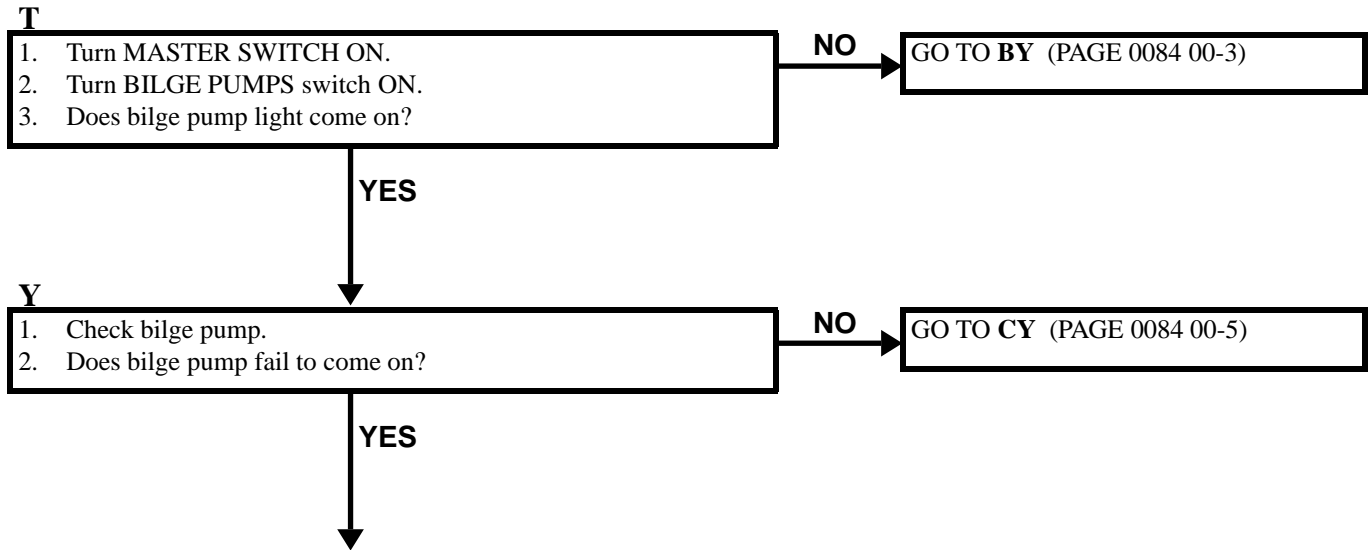 T
1. Turn MASTER SWITCH ON.
2. Turn BILGE PUMPS switch ON.
3. Does bilge pump light come on?
NO
GO TO BY (PAGE 0084 00-3)
YES
Y
1. Check bilge pump.
2. Does bilge pump fail to come on?
NO
GO TO CY (PAGE 0084 00-5)
YES